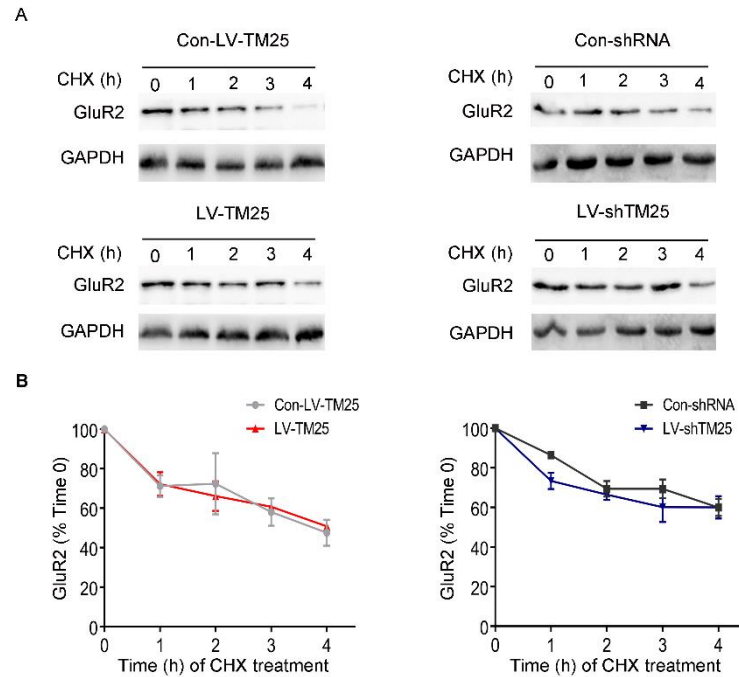 A
Con-LV-TM25
CHX (h) 0 1 2 3 4
GluR2
GAPDH
Con-shRNA
CHX (h) 0 1 2 3 4
GluR2
GAPDH
LV-TM25
CHX (h) 0 1 2 3 4
GluR2
GAPDH
LV-shTM25
CHX (h) 0 1 2 3 4
GluR2
GAPDH
B
Con-LV-TM25
LV-TM25
GluR2 (% Time 0)
100
80
60
40
20
0
0 1 2 3 4
Time (h) of CHX treatment
Con-shRNA
LV-shTM25
GluR2 (% Time 0)
100
80
60
40
20
0
0 1 2 3 4
Time (h) of CHX treatment